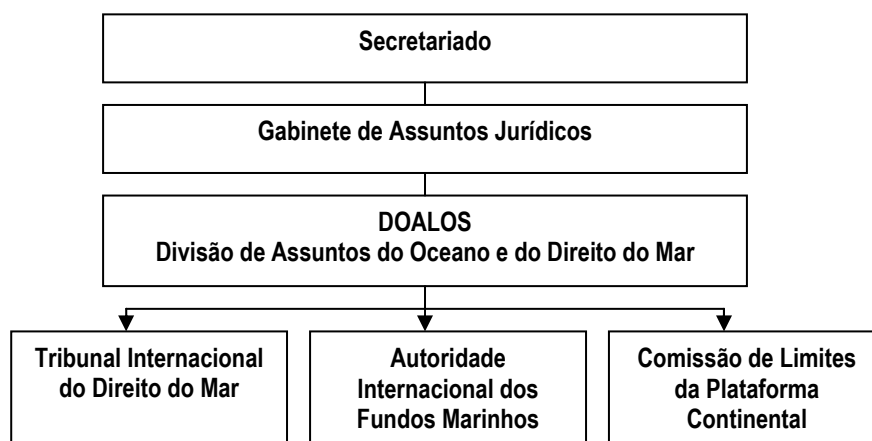 Secretariado
Gabinete de Assuntos Jurídicos
DOALOS
Divisão de Assuntos do Oceano e do Direito do Mar
Tribunal Internacional
do Direito do Mar
Autoridade
Internacional dos
Fundos Marinhos
Comissão de Limites
da Plataforma
Continental